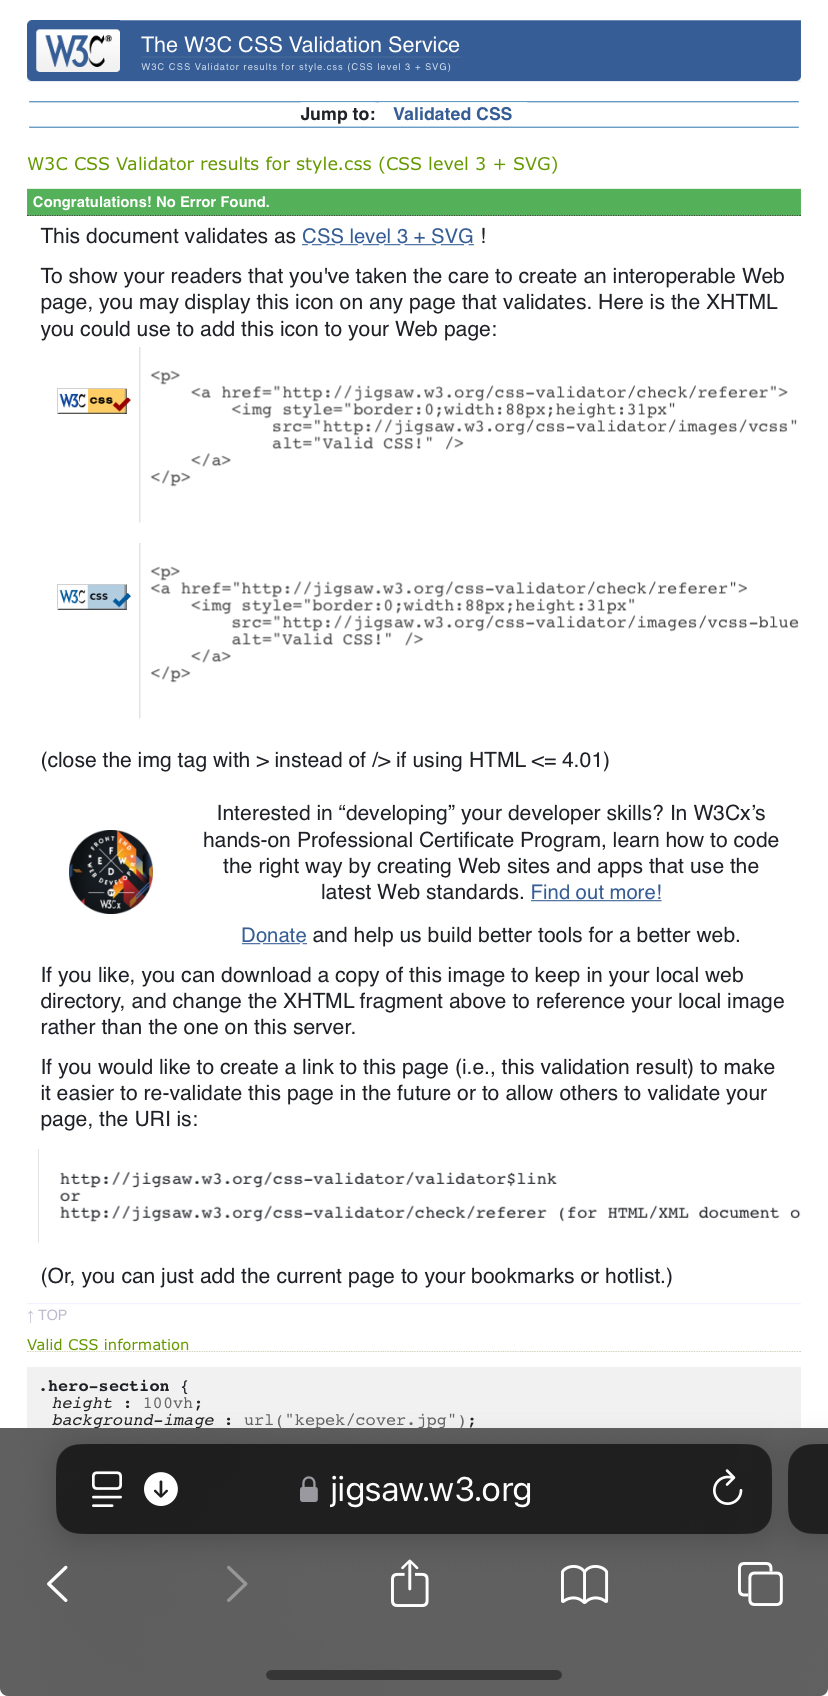 W3C®
The W3C CSS Validation Service
W3C CSS Validator results for style.css (CSS level 3 + SVG)
Jump to: Validated CSS
W3C CSS Validator results for style.css (CSS level 3 + SVG)
Congratulations! No Error Found.
This document validates as CSS level 3 + SVG !
To show your readers that you've taken the care to create an interoperable Web
page, you may display this icon on any page that validates. Here is the XHTML
you could use to add this icon to your Web page:
W3C css
<p>
    <a href="http://jigsaw.w3.org/css-validator/check/referer">
        <img style="border:0;width:88px;height:31px"
            src="http://jigsaw.w3.org/css-validator/images/vcss"
            alt="Valid CSS!" />
    </a>
</p>
W3C css
<p>
<a href="http://jigsaw.w3.org/css-validator/check/referer">
    <img style="border:0;width:88px;height:31px"
        src="http://jigsaw.w3.org/css-validator/images/vcss-blue
        alt="Valid CSS!" />
    </a>
</p>
(close the img tag with > instead of /> if using HTML <= 4.01)
FRONT END
WEB DEVELOPER
F E W D
W3Cx
Interested in “developing” your developer skills? In W3Cx’s
hands-on Professional Certificate Program, learn how to code
the right way by creating Web sites and apps that use the
latest Web standards. Find out more!
Donate and help us build better tools for a better web.
If you like, you can download a copy of this image to keep in your local web
directory, and change the XHTML fragment above to reference your local image
rather than the one on this server.
If you would like to create a link to this page (i.e., this validation result) to make
it easier to re-validate this page in the future or to allow others to validate your
page, the URI is:
http://jigsaw.w3.org/css-validator/validator$link
or
http://jigsaw.w3.org/css-validator/check/referer (for HTML/XML document o
(Or, you can just add the current page to your bookmarks or hotlist.)
↑ TOP
Valid CSS information
.hero-section {
height : 100vh;
background-image : url("kepek/cover.jpg");
jigsaw.w3.org